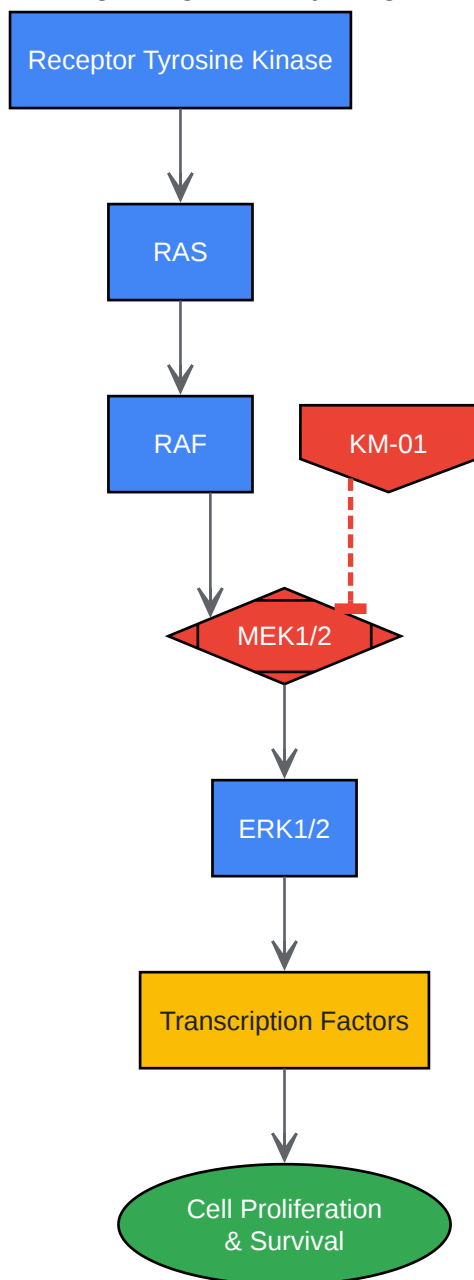 Receptor Tyrosine Kinase
RAS
RAF
KM-01
MEK1/2
ERK1/2
Transcription Factors
Cell Proliferation
& Survival